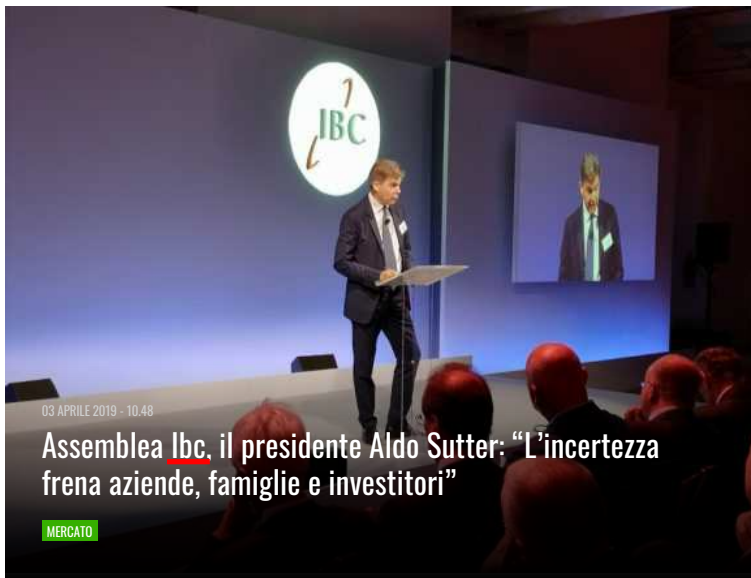 IBC
03 APRILE 2019 - 10.48
Assemblea Ibc, il presidente Aldo Sutter: “L’incertezza
frena aziende, famiglie e investitori”
MERCATO